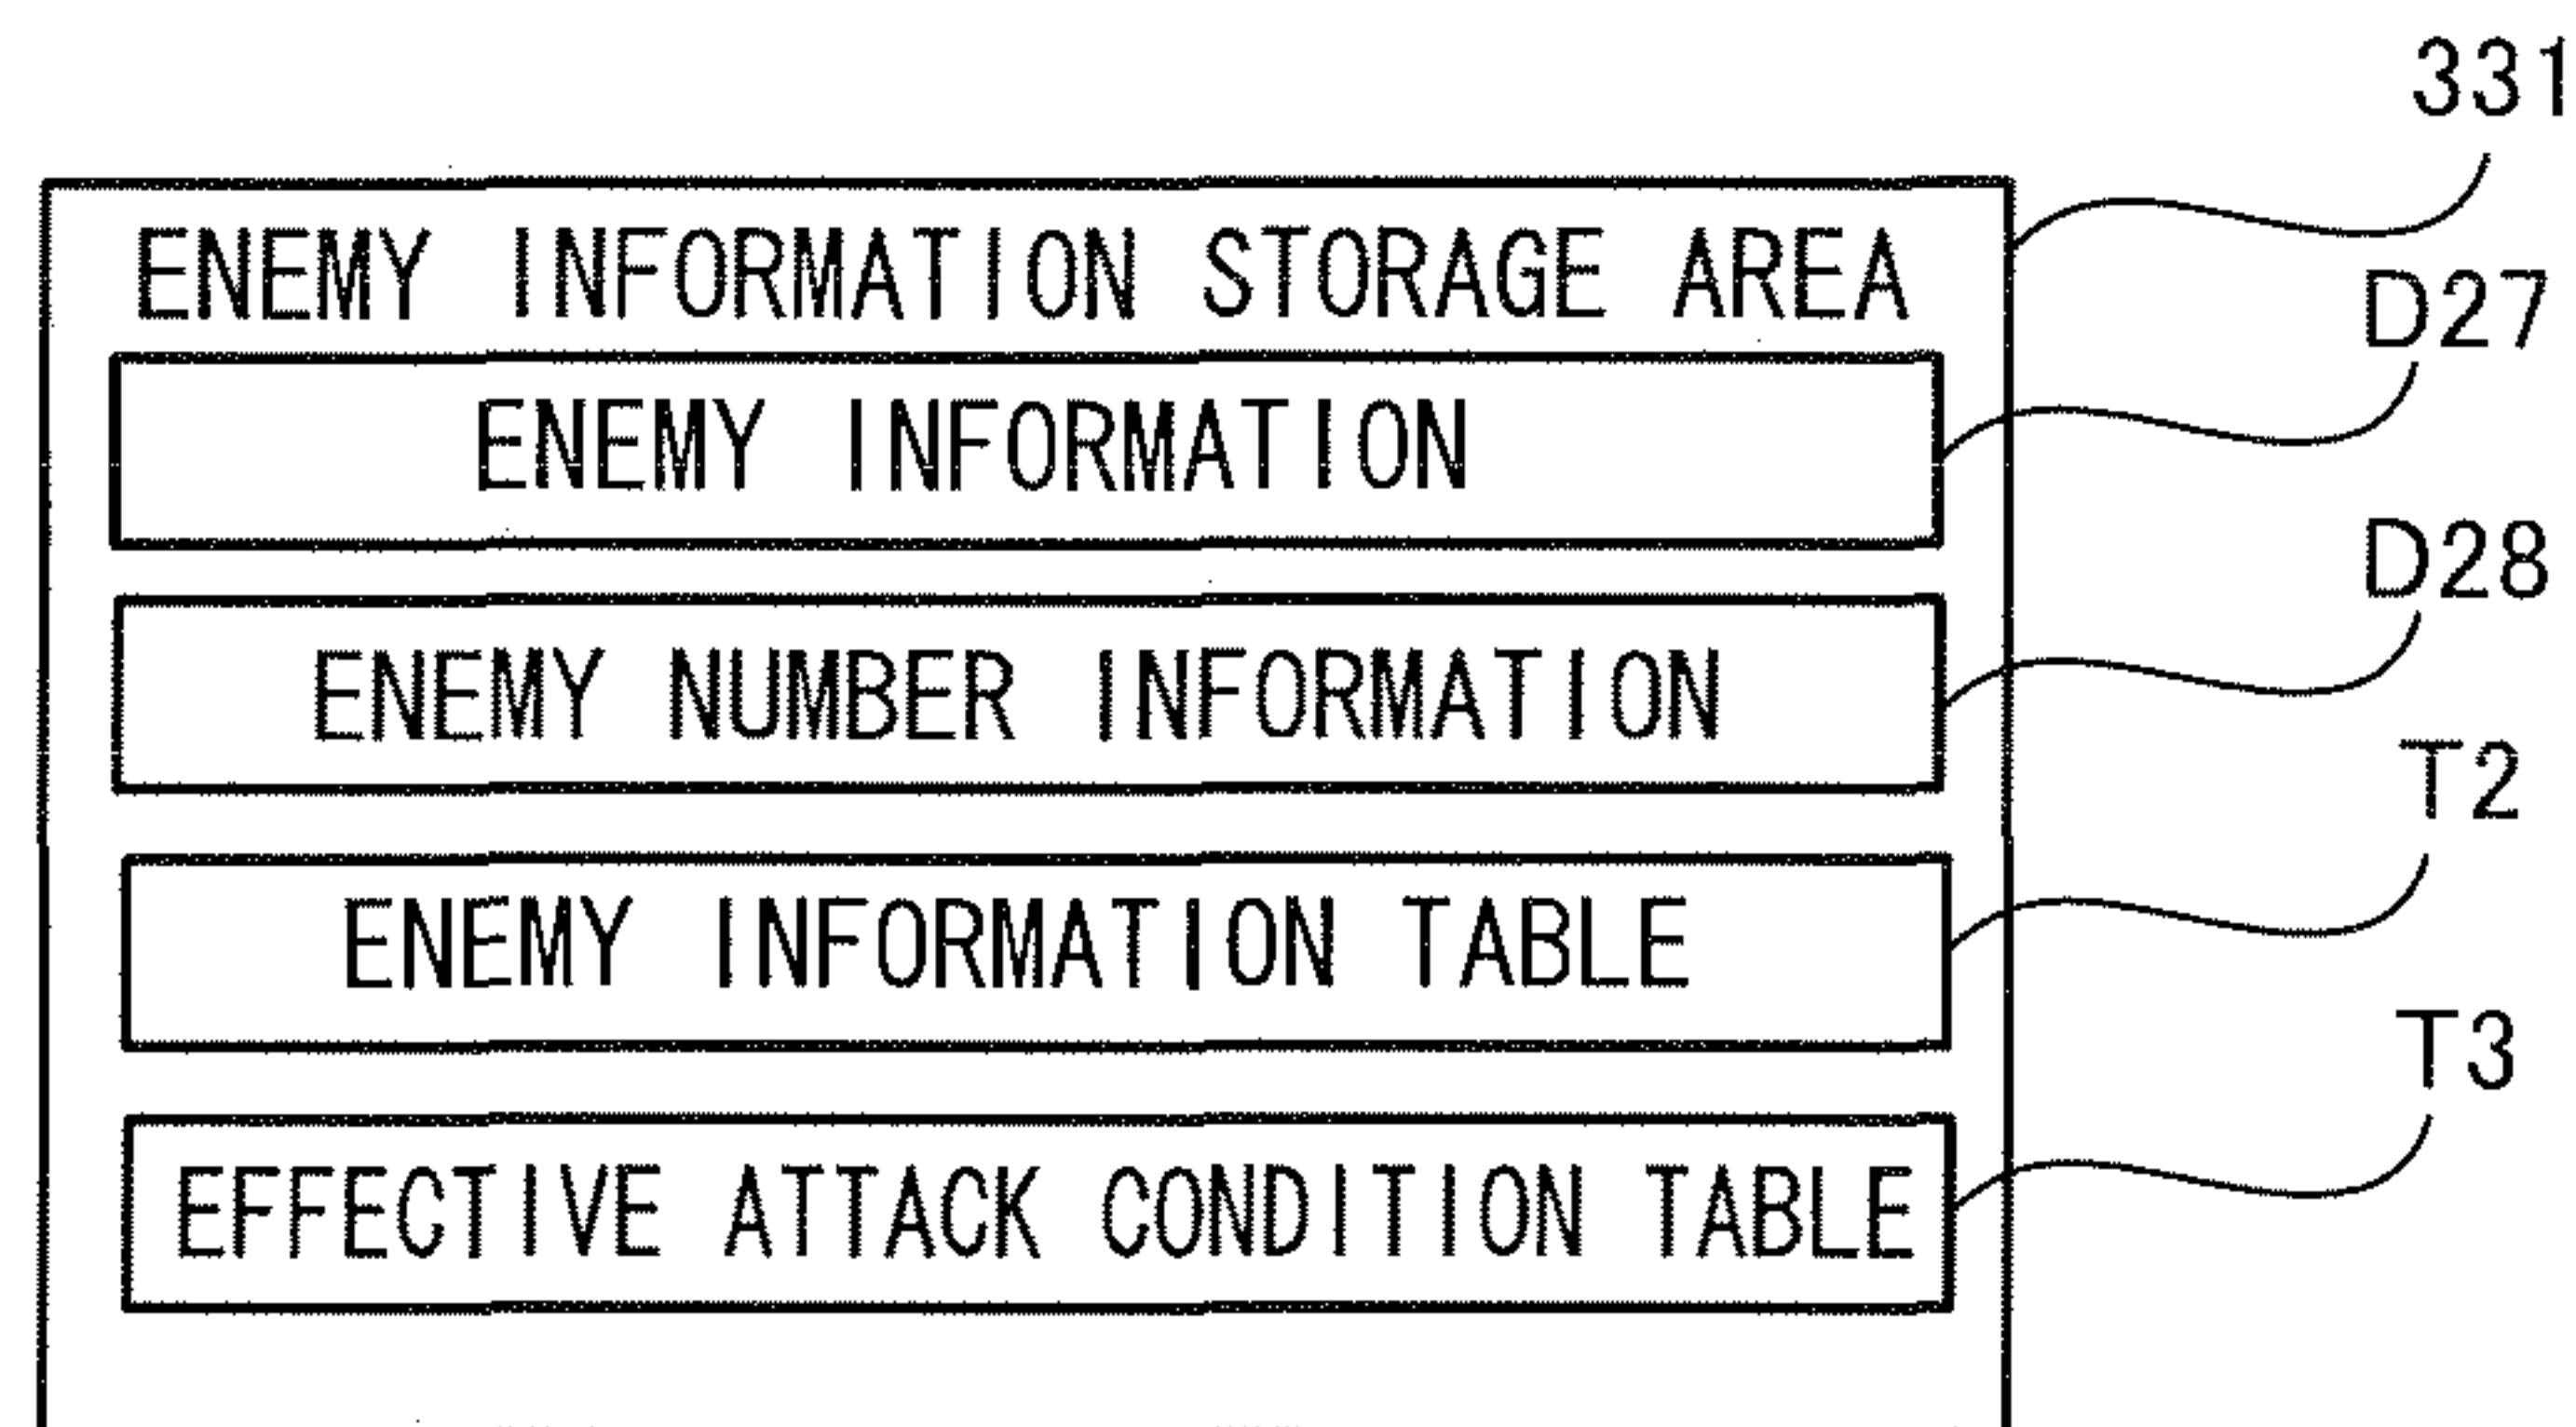 331
ENEMY INFORMATION STORAGE AREA
D27
ENEMY INFORMATION
D28
ENEMY NUMBER INFORMATION
T2
ENEMY INFORMATION TABLE
T3
EFFECTIVE ATTACK CONDITION TABLE